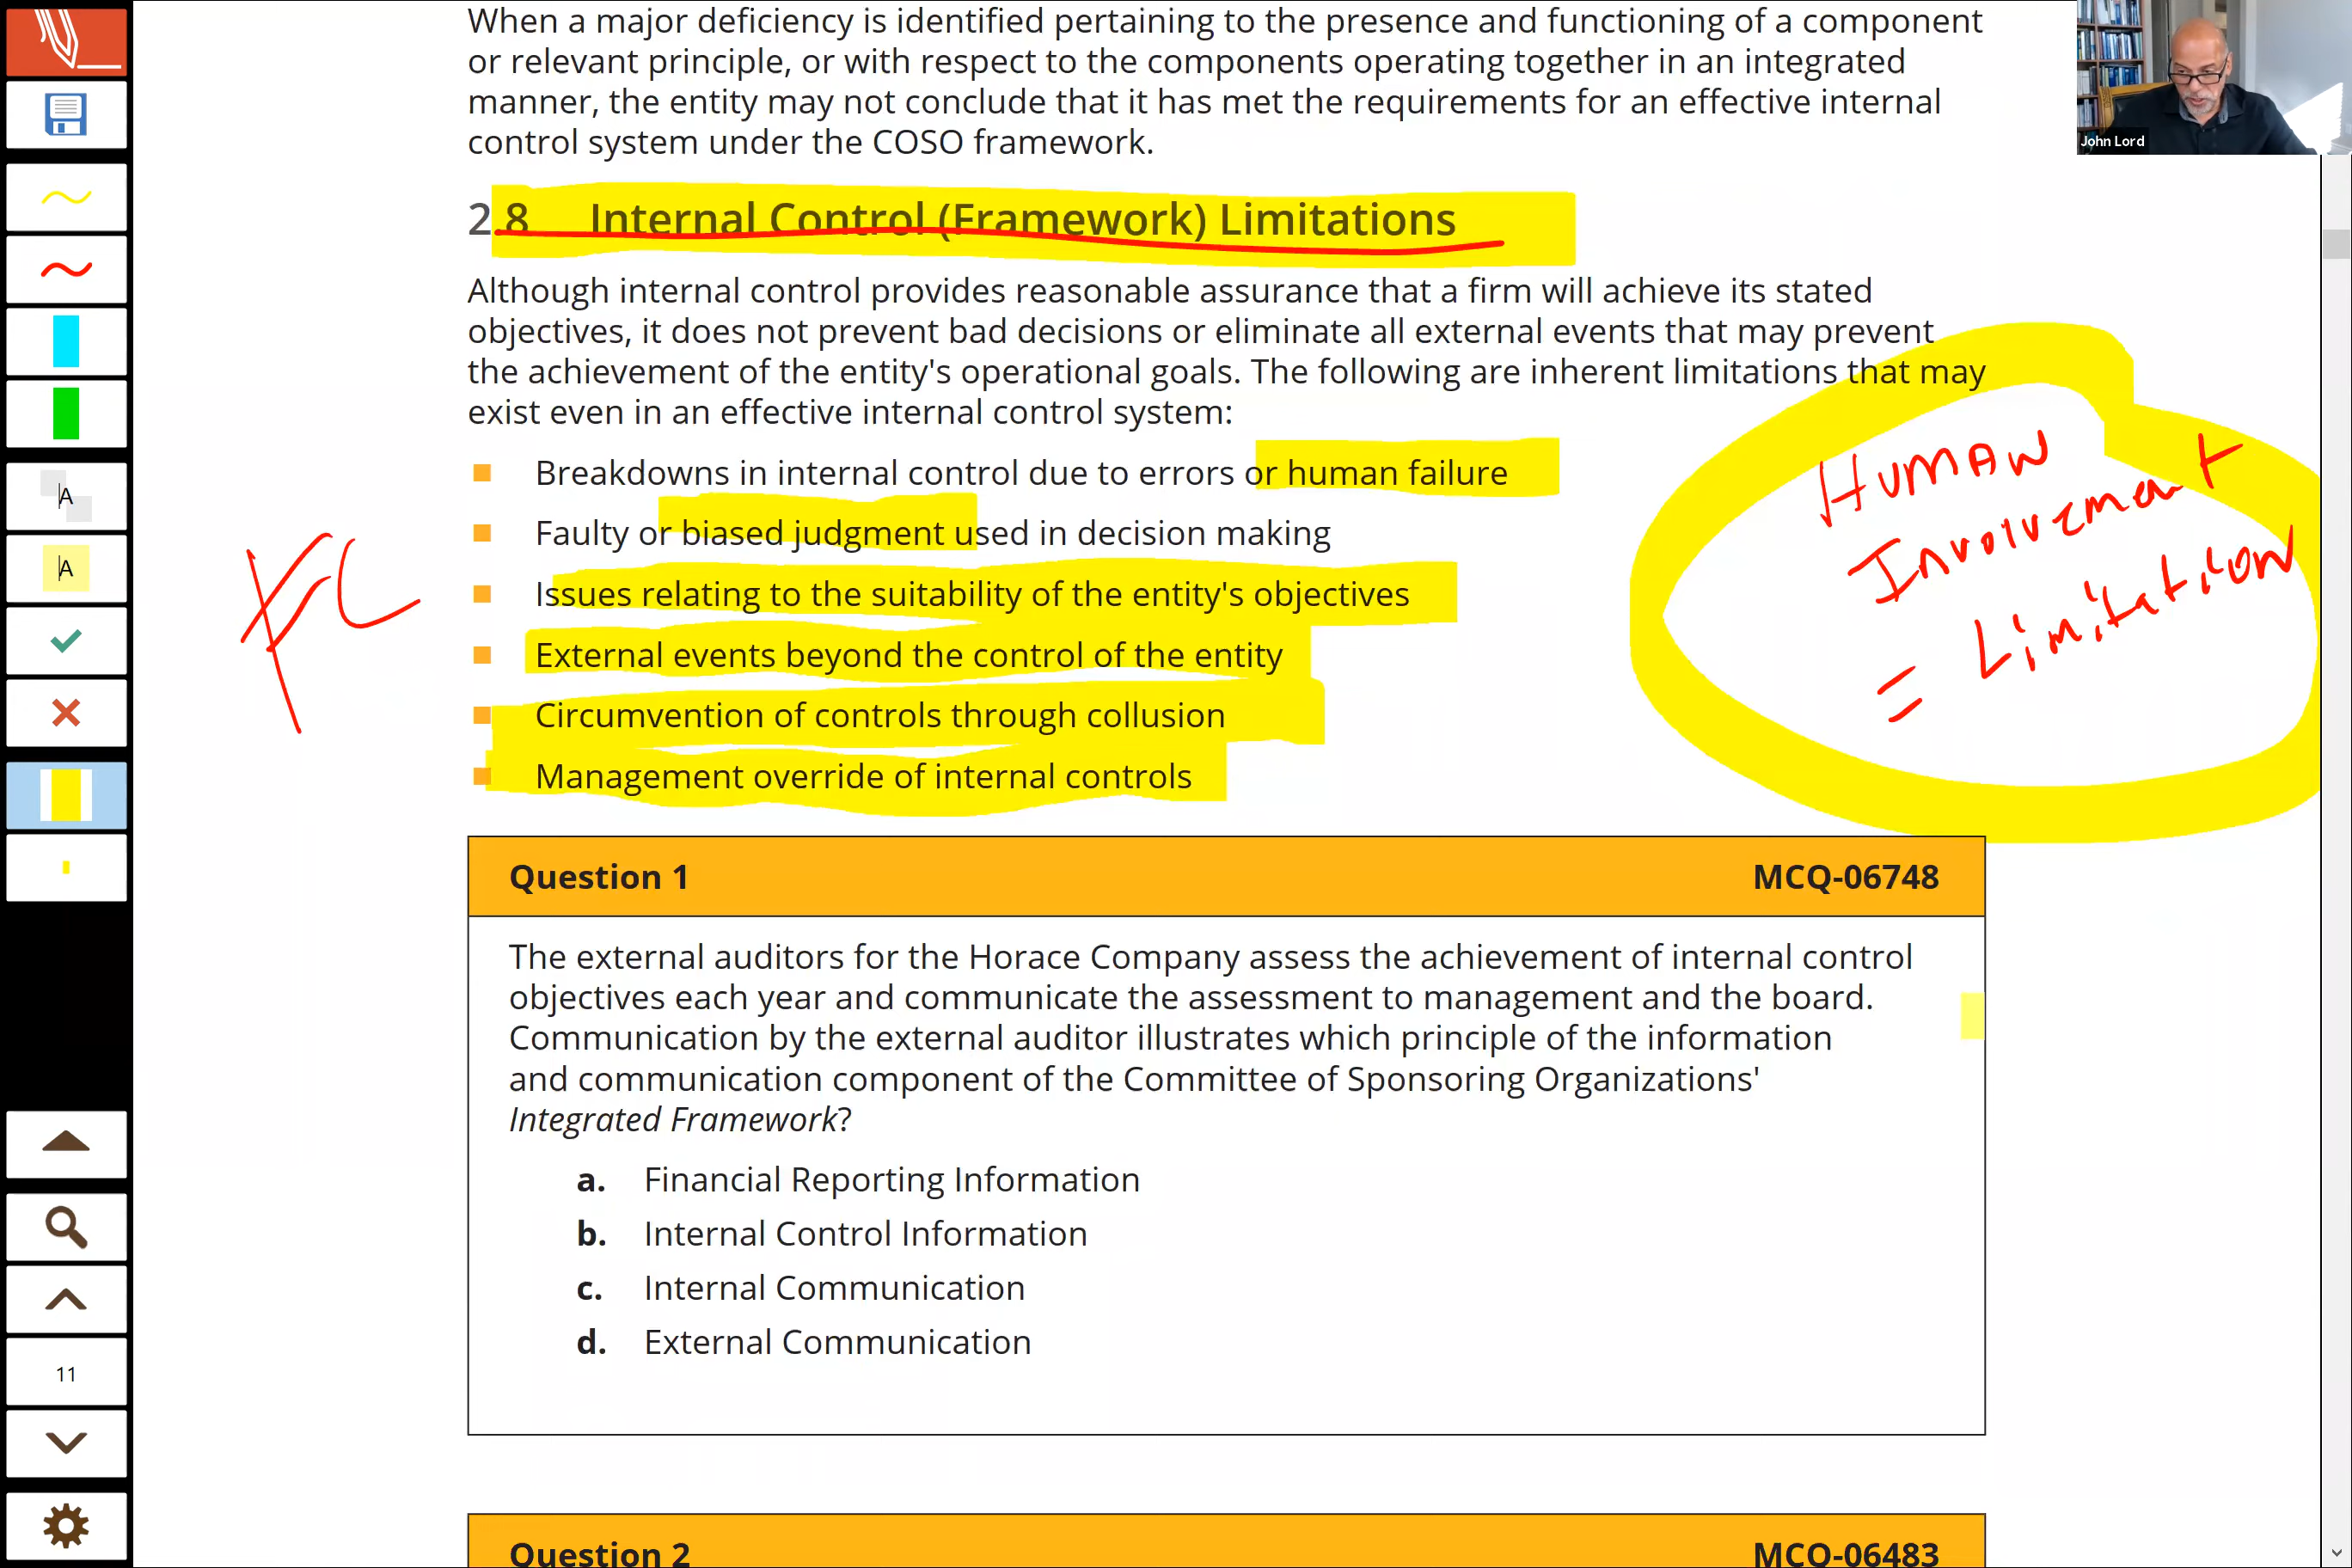 When a major deficiency is identified pertaining to the presence and functioning of a component
or relevant principle, or with respect to the components operating together in an integrated
manner, the entity may not conclude that it has met the requirements for an effective internal
control system under the COSO framework.
John Lord
2.8 Internal Control (Framework) Limitations
Although internal control provides reasonable assurance that a firm will achieve its stated
objectives, it does not prevent bad decisions or eliminate all external events that may prevent
the achievement of the entity's operational goals. The following are inherent limitations that may
exist even in an effective internal control system:
Breakdowns in internal control due to errors or human failure
Faulty or biased judgment used in decision making
Issues relating to the suitability of the entity's objectives
External events beyond the control of the entity
Circumvention of controls through collusion
Management override of internal controls
HUMAN
Involvement
= Limitation
A
A
11
Question 1 MCQ-06748
The external auditors for the Horace Company assess the achievement of internal control
objectives each year and communicate the assessment to management and the board.
Communication by the external auditor illustrates which principle of the information
and communication component of the Committee of Sponsoring Organizations'
Integrated Framework?
a. Financial Reporting Information
b. Internal Control Information
c. Internal Communication
d. External Communication
Question 2 MCQ-06483